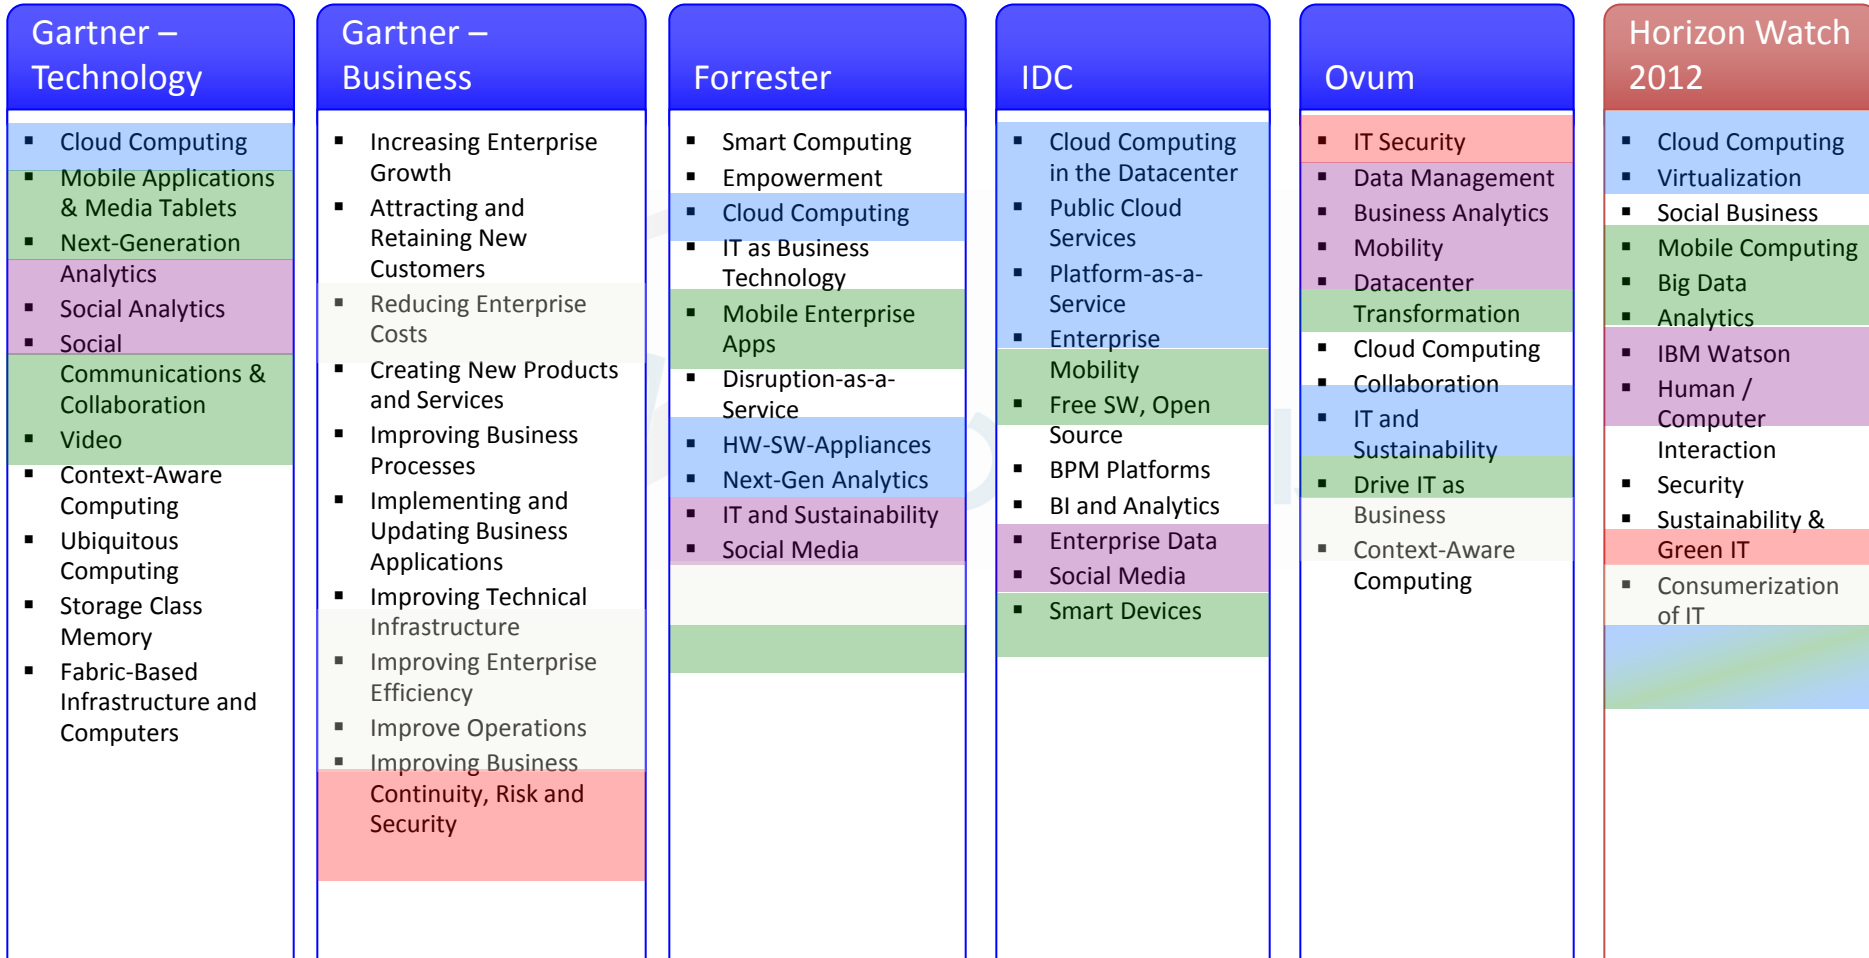 Gartner –
Technology
▪ Cloud Computing
▪ Mobile Applications
& Media Tablets
▪ Next-Generation
Analytics
▪ Social Analytics
▪ Social
Communications &
Collaboration
▪ Video
▪ Context-Aware
Computing
▪ Ubiquitous
Computing
▪ Storage Class
Memory
▪ Fabric-Based
Infrastructure and
Computers
Gartner –
Business
▪ Increasing Enterprise
Growth
▪ Attracting and
Retaining New
Customers
▪ Reducing Enterprise
Costs
▪ Creating New Products
and Services
▪ Improving Business
Processes
▪ Implementing and
Updating Business
Applications
▪ Improving Technical
Infrastructure
▪ Improving Enterprise
Efficiency
▪ Improve Operations
▪ Improving Business
Continuity, Risk and
Security
Forrester
▪ Smart Computing
▪ Empowerment
▪ Cloud Computing
▪ IT as Business
Technology
▪ Mobile Enterprise
Apps
▪ Disruption-as-a-
Service
▪ HW-SW-Appliances
▪ Next-Gen Analytics
▪ IT and Sustainability
▪ Social Media
IDC
▪ Cloud Computing
in the Datacenter
▪ Public Cloud
Services
▪ Platform-as-a-
Service
▪ Enterprise
Mobility
▪ Free SW, Open
Source
▪ BPM Platforms
▪ BI and Analytics
▪ Enterprise Data
▪ Social Media
▪ Smart Devices
Ovum
▪ IT Security
▪ Data Management
▪ Business Analytics
▪ Mobility
▪ Datacenter
Transformation
▪ Cloud Computing
▪ Collaboration
▪ IT and
Sustainability
▪ Drive IT as
Business
▪ Context-Aware
Computing
Horizon Watch
2012
▪ Cloud Computing
▪ Virtualization
▪ Social Business
▪ Mobile Computing
▪ Big Data
▪ Analytics
▪ IBM Watson
▪ Human /
Computer
Interaction
▪ Security
▪ Sustainability &
Green IT
▪ Consumerization
of IT